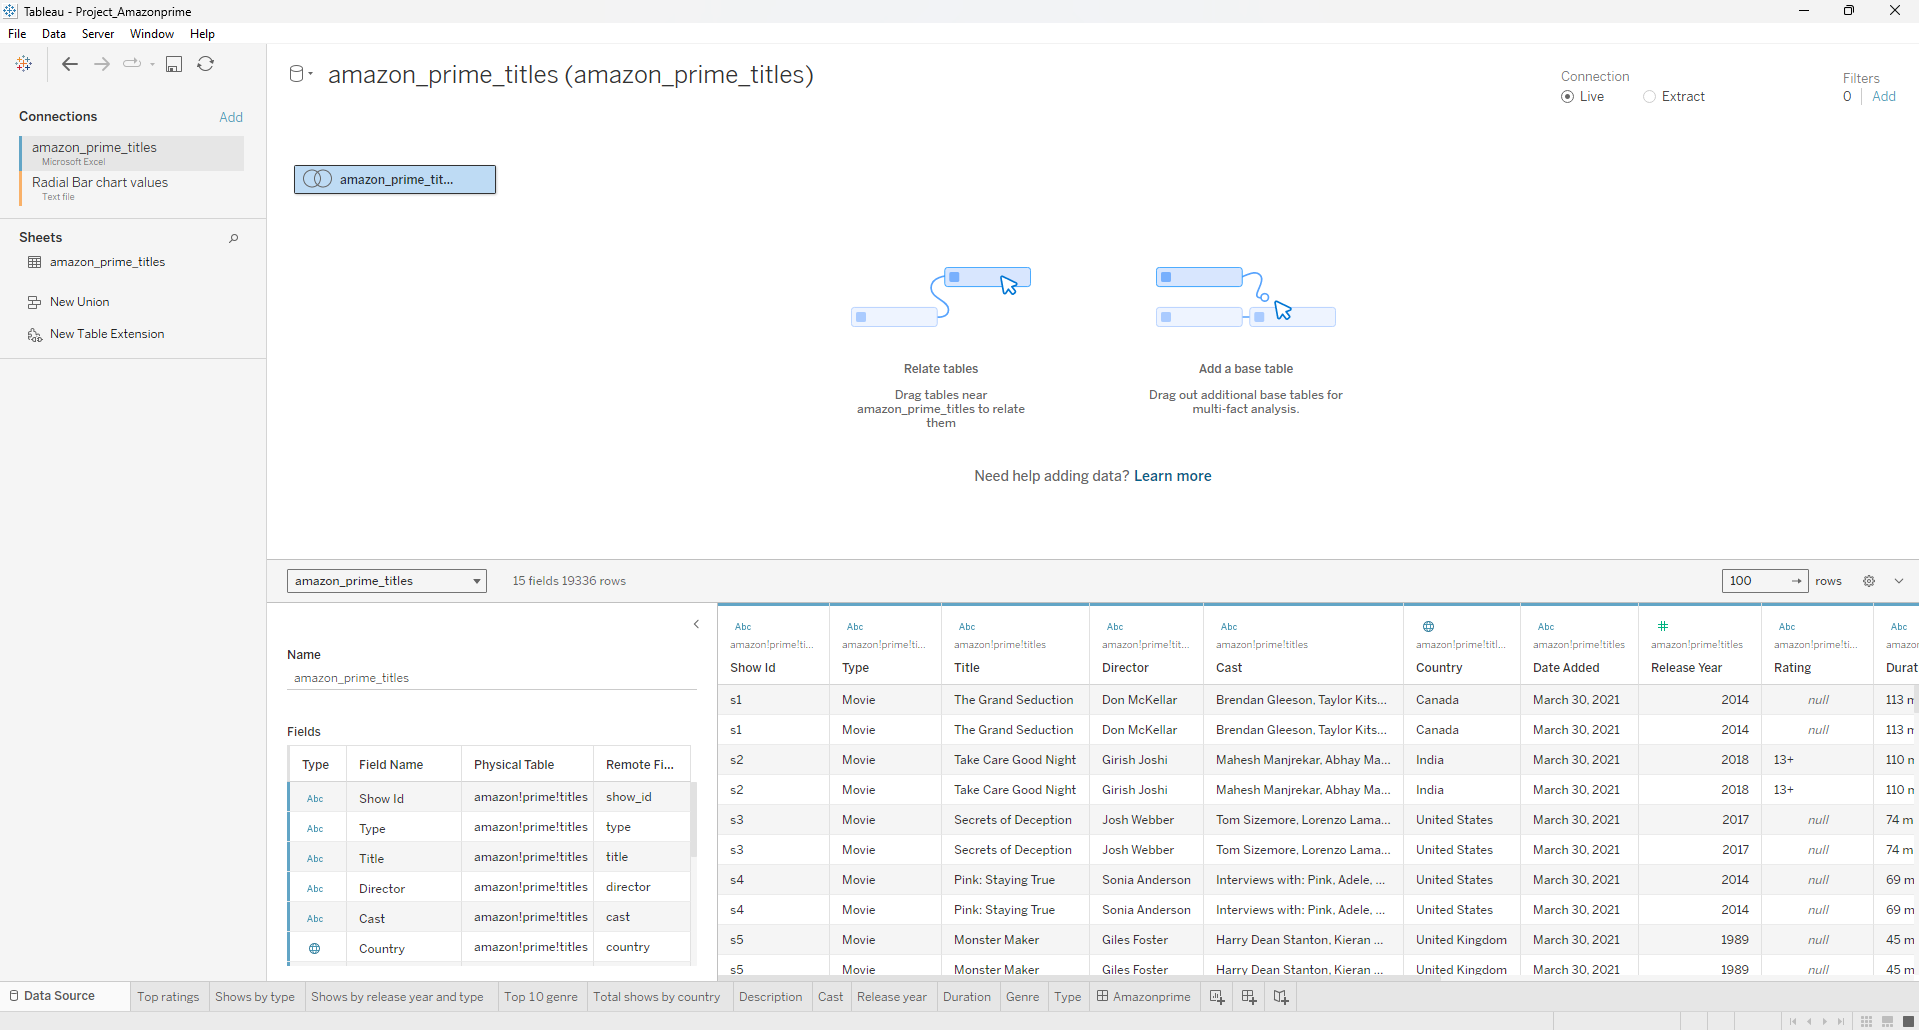 Tableau - Project_Amazonprime
File Data Server Window Help
Connections Add
amazon_prime_titles
Microsoft Excel
Radial Bar chart values
Text file
Sheets
amazon_prime_titles
New Union
New Table Extension
amazon_prime_titles (amazon_prime_titles)
Connection
Live Extract
Filters
0 Add
amazon_prime_tit...
Relate tables
Drag tables near
amazon_prime_titles to relate
them
Add a base table
Drag out additional base tables for
multi-fact analysis.
Need help adding data? Learn more
amazon_prime_titles 15 fields 19336 rows 100 rows
Name
amazon_prime_titles
Fields
Type Field Name Physical Table Remote Fi...
Abc Show Id amazon!prime!titles show_id
Abc Type amazon!prime!titles type
Abc Title amazon!prime!titles title
Abc Director amazon!prime!titles director
Abc Cast amazon!prime!titles cast
Country amazon!prime!titles country
Abc Abc Abc Abc Abc Abc # Abc Abc
amazon!prime!ti... amazon!prime!ti... amazon!prime!titles amazon!prime!tit... amazon!prime!titles amazon!prime!titl... amazon!prime!titles amazon!prime!titles amazon!prime!ti... amazo
Show Id Type Title Director Cast Country Date Added Release Year Rating Durat
s1 Movie The Grand Seduction Don McKellar Brendan Gleeson, Taylor Kits... Canada March 30, 2021 2014 null 113 m
s1 Movie The Grand Seduction Don McKellar Brendan Gleeson, Taylor Kits... Canada March 30, 2021 2014 null 113 m
s2 Movie Take Care Good Night Girish Joshi Mahesh Manjrekar, Abhay Ma... India March 30, 2021 2018 13+ 110 m
s2 Movie Take Care Good Night Girish Joshi Mahesh Manjrekar, Abhay Ma... India March 30, 2021 2018 13+ 110 m
s3 Movie Secrets of Deception Josh Webber Tom Sizemore, Lorenzo Lama... United States March 30, 2021 2017 null 74 m
s3 Movie Secrets of Deception Josh Webber Tom Sizemore, Lorenzo Lama... United States March 30, 2021 2017 null 74 m
s4 Movie Pink: Staying True Sonia Anderson Interviews with: Pink, Adele, ... United States March 30, 2021 2014 null 69 m
s4 Movie Pink: Staying True Sonia Anderson Interviews with: Pink, Adele, ... United States March 30, 2021 2014 null 69 m
s5 Movie Monster Maker Giles Foster Harry Dean Stanton, Kieran ... United Kingdom March 30, 2021 1989 null 45 m
s5 Movie Monster Maker Giles Foster Harry Dean Stanton, Kieran ... United Kingdom March 30, 2021 1989 null 45 m
Data Source Top ratings Shows by type Shows by release year and type Top 10 genre Total shows by country Description Cast Release year Duration Genre Type Amazonprime